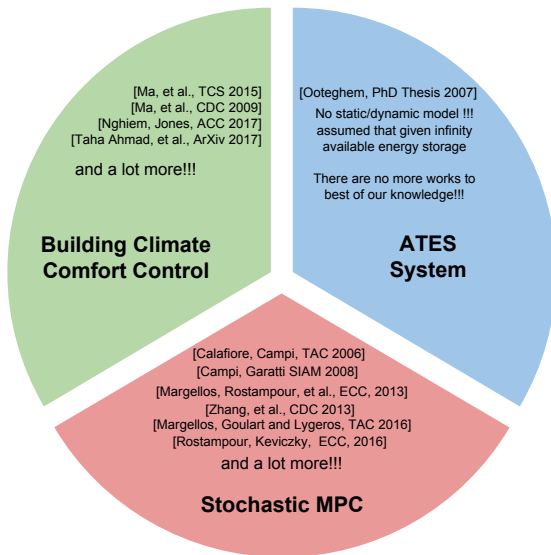 [Ma, et al., TCS 2015]
[Ma, et al., CDC 2009]
[Nghiem, Jones, ACC 2017]
[Taha Ahmad, et al., ArXiv 2017]
and a lot more!!!
Building Climate
Comfort Control
[Ooteghem, PhD Thesis 2007]
No static/dynamic model !!!
assumed that given infinity
available energy storage
There are no more works to
best of our knowledge!!!
ATES
System
[Calafiore, Campi, TAC 2006]
[Campi, Garatti SIAM 2008]
[Margellos, Rostampour, et al., ECC, 2013]
[Zhang, et al., CDC 2013]
[Margellos, Goulart and Lygeros, TAC 2016]
[Rostampour, Keviczky, ECC, 2016]
and a lot more!!!
Stochastic MPC